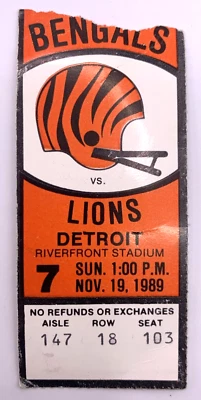 BENGALS
VS.
LIONS
DETROIT
RIVERFRONT STADIUM
7 SUN. 1:00 P.M.
NOV. 19, 1989
NO REFUNDS OR EXCHANGES
AISLE ROW SEAT
147 18 103